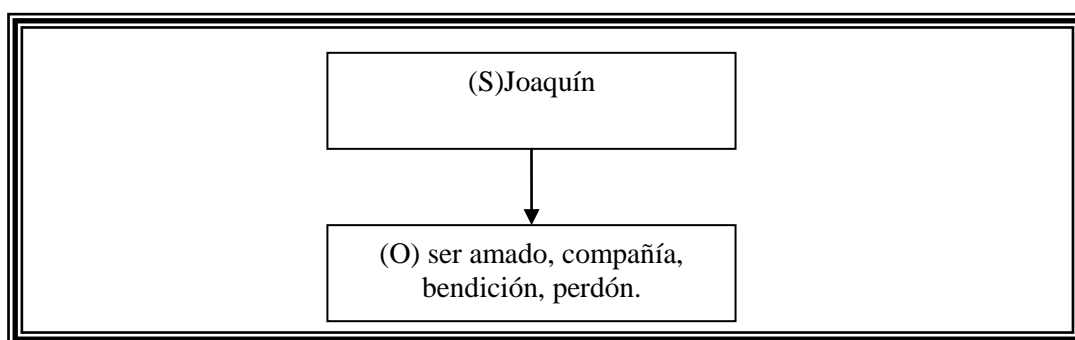 (S)Joaquín
(O) ser amado, compañía,
bendición, perdón.